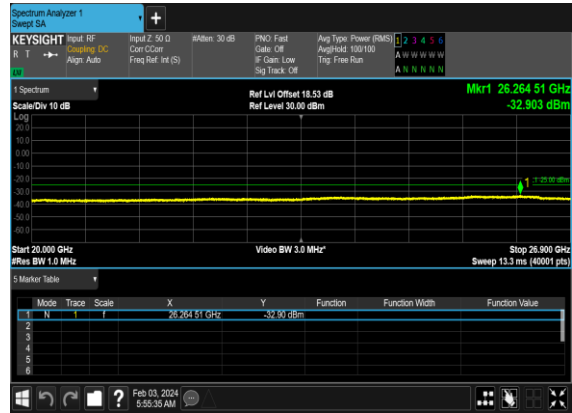 Spectrum Analyzer 1
Swept SA
KEYSIGHT
R T
Input: RF
Coupling: DC
Align: Auto
Input Z: 50 Ω
Corr CCorr
Freq Ref: Int (S)
#Atten: 30 dB
PNO: Fast
Gate: Off
IF Gain: Low
Sig Track: Off
Avg Type: Power (RMS)
Avg|Hold: 100/100
Trig: Free Run
1 2 3 4 5 6
A W W W W W
A N N N N N
1 Spectrum
Scale/Div 10 dB
Ref Lvl Offset 18.53 dB
Ref Level 30.00 dBm
Mkr1 26.264 51 GHz
-32.903 dBm
Log
20.0
10.0
0.00
-10.0
-20.0
-30.0
-40.0
-50.0
-60.0
1
Start 20.000 GHz
#Res BW 1.0 MHz
Video BW 3.0 MHz*
Stop 26.900 GHz
Sweep 13.3 ms (40001 pts)
5 Marker Table
Mode Trace Scale X Y Function Function Width Function Value
1 N 1 f 26.264 51 GHz -32.90 dBm
2
3
4
5
6
?
Feb 03, 2024
5:55:35 AM